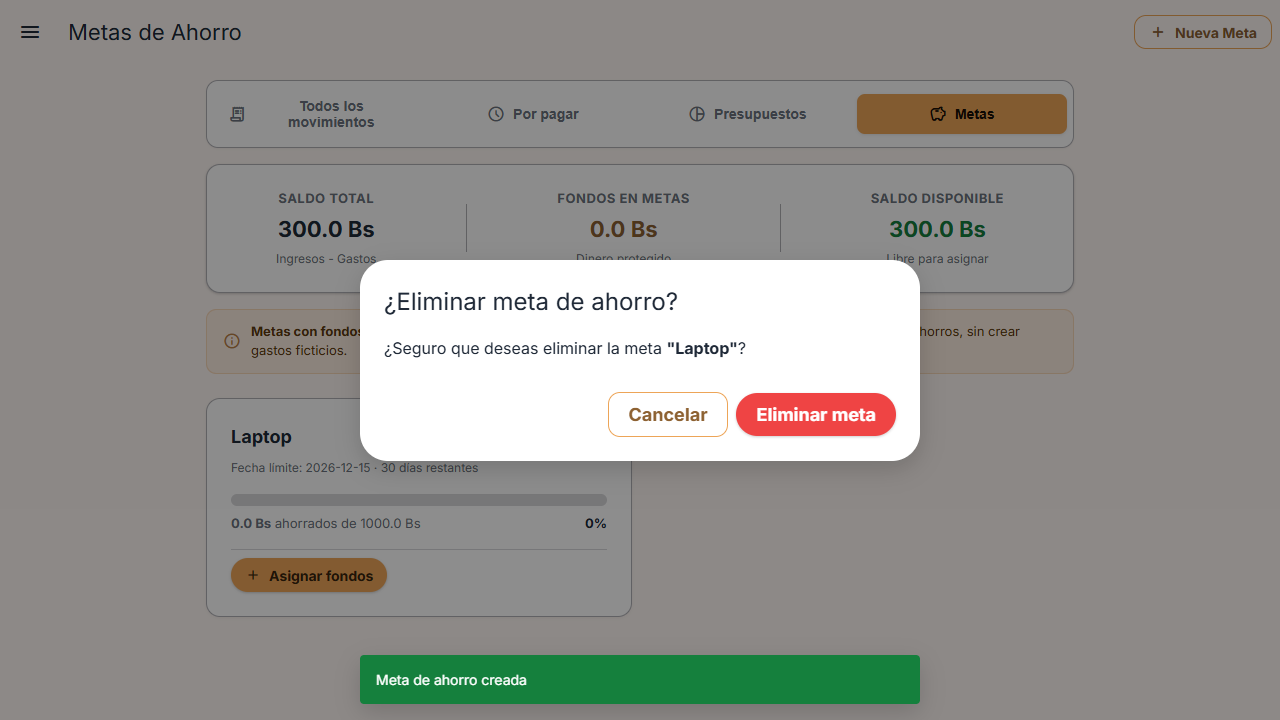 Metas de Ahorro
Nueva Meta
Todos los
movimientos
Por pagar
Presupuestos
Metas
SALDO TOTAL
300.0 Bs
Ingresos - Gastos
FONDOS EN METAS
0.0 Bs
Dinero protegido
SALDO DISPONIBLE
300.0 Bs
Libre para asignar
Metas con fondos
horros, sin crear
gastos ficticios.
¿Eliminar meta de ahorro?
¿Seguro que deseas eliminar la meta "Laptop"?
Cancelar
Eliminar meta
Laptop
Fecha límite: 2026-12-15 · 30 días restantes
0.0 Bs ahorrados de 1000.0 Bs
0%
Asignar fondos
Meta de ahorro creada